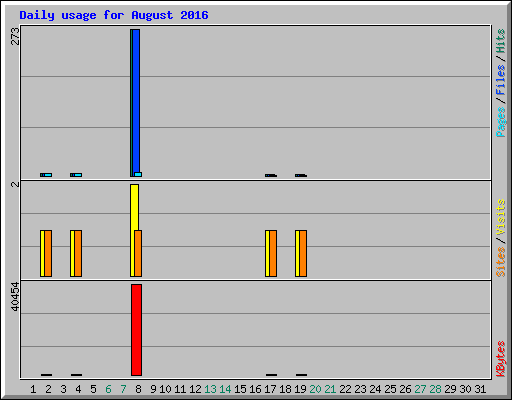 Daily usage for August 2016
273
2
40454
Pages / Files / Hits
Sites / Visits
KBytes
1 2 3 4 5 6 7 8 9 10 11 12 13 14 15 16 17 18 19 20 21 22 23 24 25 26 27 28 29 30 31